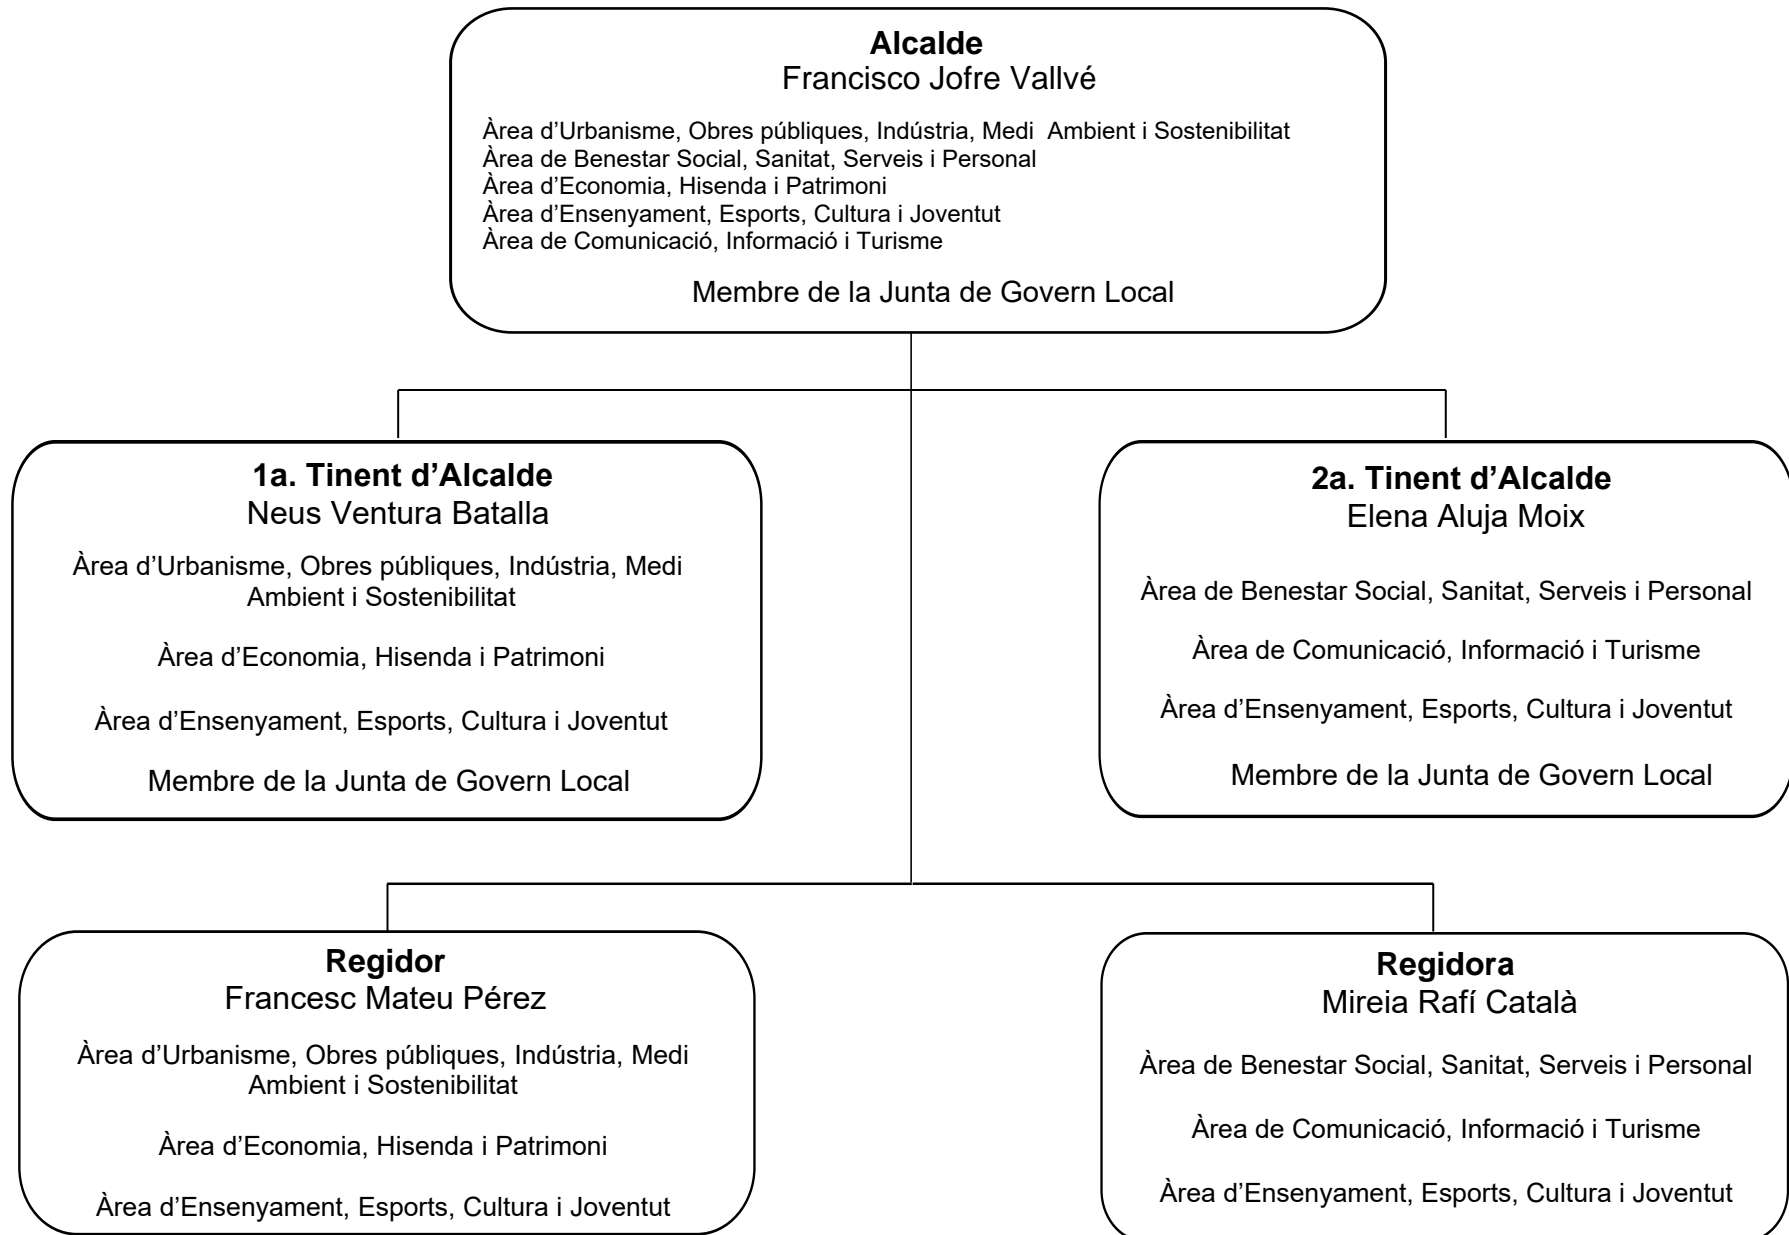 Alcalde
Francisco Jofre Vallvé
Àrea d’Urbanisme, Obres públiques, Indústria, Medi  Ambient i Sostenibilitat
Àrea de Benestar Social, Sanitat, Serveis i Personal
Àrea d’Economia, Hisenda i Patrimoni
Àrea d’Ensenyament, Esports, Cultura i Joventut
Àrea de Comunicació, Informació i Turisme
Membre de la Junta de Govern Local
1a. Tinent d’Alcalde
Neus Ventura Batalla
Àrea d’Urbanisme, Obres públiques, Indústria, Medi
Ambient i Sostenibilitat
Àrea d’Economia, Hisenda i Patrimoni
Àrea d’Ensenyament, Esports, Cultura i Joventut
Membre de la Junta de Govern Local
2a. Tinent d’Alcalde
Elena Aluja Moix
Àrea de Benestar Social, Sanitat, Serveis i Personal
Àrea de Comunicació, Informació i Turisme
Àrea d’Ensenyament, Esports, Cultura i Joventut
Membre de la Junta de Govern Local
Regidor
Francesc Mateu Pérez
Àrea d’Urbanisme, Obres públiques, Indústria, Medi
Ambient i Sostenibilitat
Àrea d’Economia, Hisenda i Patrimoni
Àrea d’Ensenyament, Esports, Cultura i Joventut
Regidora
Mireia Rafí Català
Àrea de Benestar Social, Sanitat, Serveis i Personal
Àrea de Comunicació, Informació i Turisme
Àrea d’Ensenyament, Esports, Cultura i Joventut